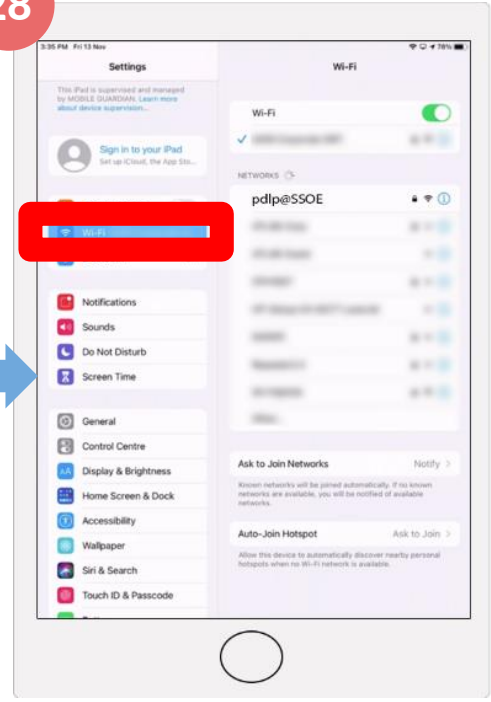 28
3:35 PM Fri 13 Nov
78%
Settings
This iPad is supervised and managed
by MOBILE GUARDIAN. Learn more
about device supervision...
Sign in to your iPad
Set up iCloud, the App Sto...
Wi-Fi
Notifications
Sounds
Do Not Disturb
Screen Time
General
Control Centre
Display & Brightness
Home Screen & Dock
Accessibility
Wallpaper
Siri & Search
Touch ID & Passcode
Wi-Fi
Wi-Fi
NETWORKS
pdlp@SSOE
Ask to Join Networks
Notify >
Known networks will be joined automatically. If no known
networks are available, you will be notified of available
networks.
Auto-Join Hotspot
Ask to Join >
Allow this device to automatically discover nearby personal
hotspots when no Wi-Fi network is available.